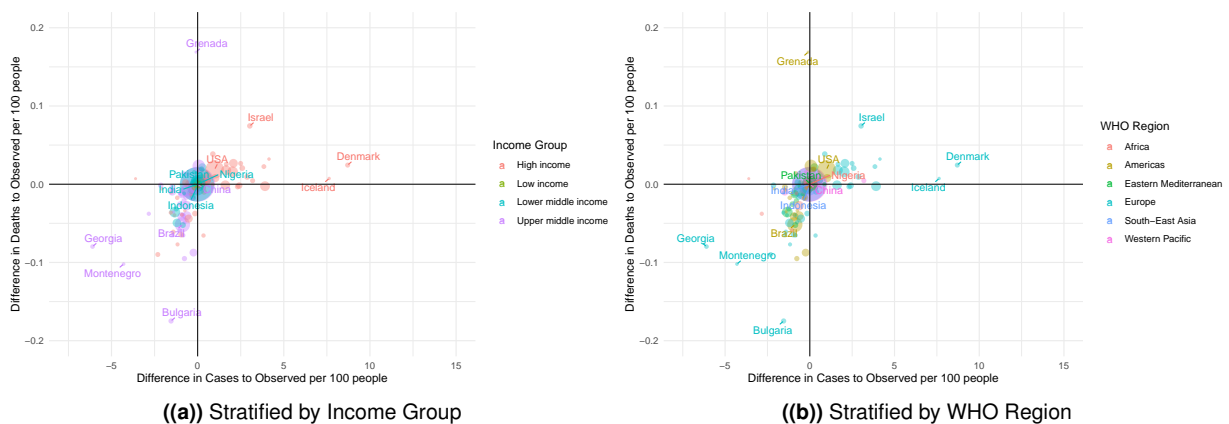 0.2
0.1
0.0
−0.1
−0.2
Difference in Deaths to Observed per 100 people
Grenada
Israel
USA
Denmark
Pakistan
Nigeria
India
China
Iceland
Indonesia
Brazil
Georgia
Montenegro
Bulgaria
−5
0
5
10
15
Difference in Cases to Observed per 100 people
Income Group
a High income
a Low income
a Lower middle income
a Upper middle income
((a)) Stratified by Income Group
0.2
0.1
0.0
−0.1
−0.2
Difference in Deaths to Observed per 100 people
Grenada
Israel
USA
Denmark
Pakistan
Nigeria
India
China
Iceland
Indonesia
Brazil
Georgia
Montenegro
Bulgaria
−5
0
5
10
15
Difference in Cases to Observed per 100 people
WHO Region
a Africa
a Americas
a Eastern Mediterranean
a Europe
a South−East Asia
a Western Pacific
((b)) Stratified by WHO Region